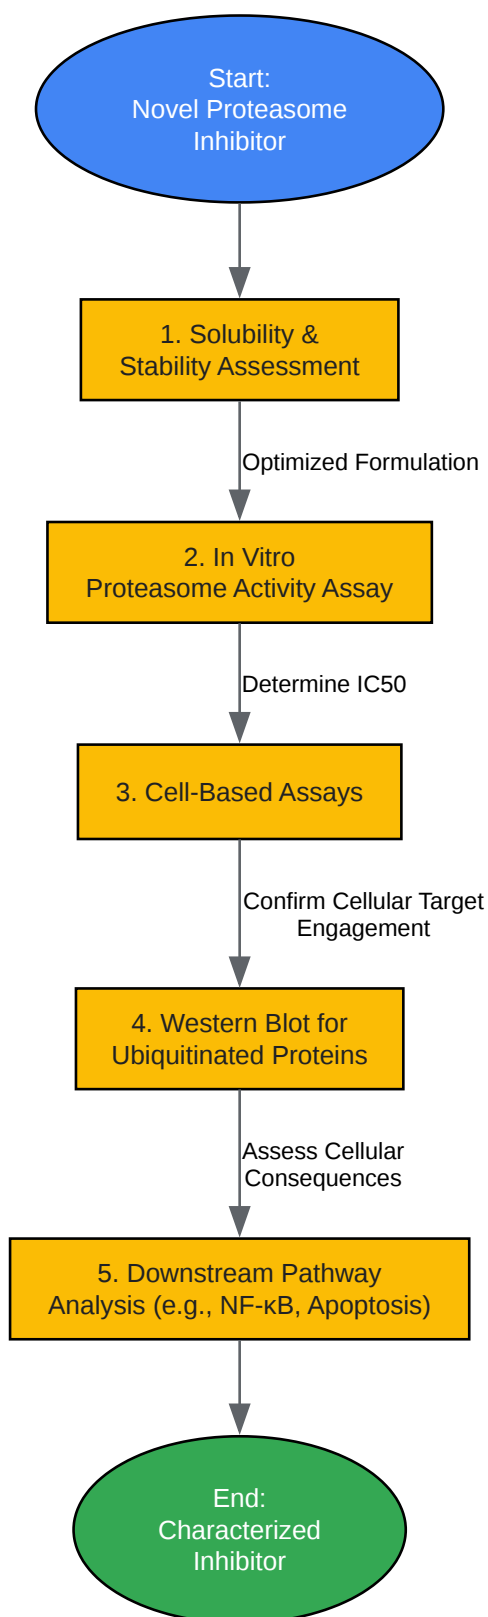 Start:
Novel Proteasome
Inhibitor
1. Solubility &
Stability Assessment
Optimized Formulation
2. In Vitro
Proteasome Activity Assay
Determine IC50
3. Cell-Based Assays
Confirm Cellular Target
Engagement
4. Western Blot for
Ubiquitinated Proteins
Assess Cellular
Consequences
5. Downstream Pathway
Analysis (e.g., NF-κB, Apoptosis)
End:
Characterized
Inhibitor